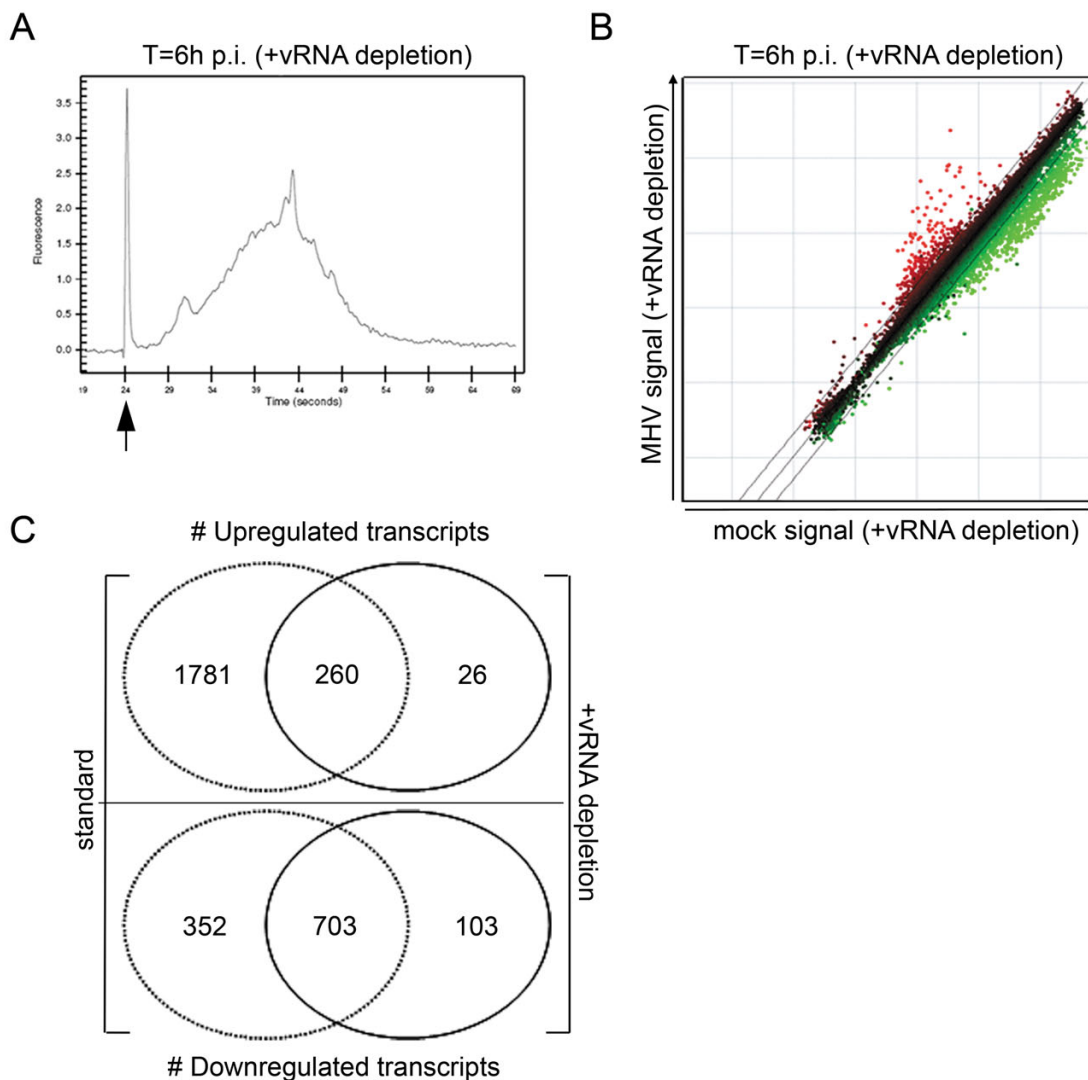 A
T=6h p.i. (+vRNA depletion)
Fluorescence
3.5
3.0
2.5
2.0
1.5
1.0
0.5
0.0
19 24 29 34 39 44 49 54 59 64 69
Time (seconds)
B
T=6h p.i. (+vRNA depletion)
MHV signal (+vRNA depletion)
mock signal (+vRNA depletion)
C
# Upregulated transcripts
1781 260 26
standard
+vRNA depletion
352 703 103
# Downregulated transcripts